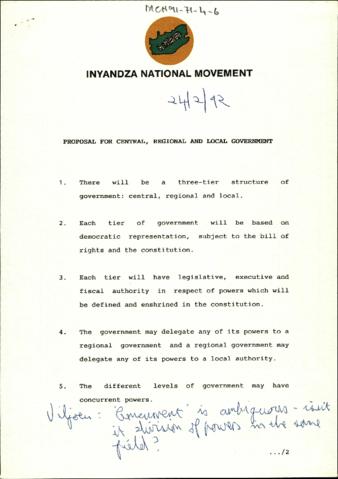 MCH91-71-4-6
INYANDZA NATIONAL MOVEMENT
24/2/92
PROPOSAL FOR CENTRAL, REGIONAL AND LOCAL GOVERNMENT
1. There will be a three-tier structure of
government: central, regional and local.
2. Each tier of government will be based on
democratic representation, subject to the bill of
rights and the constitution.
3. Each tier will have legislative, executive and
fiscal authority in respect of powers which will
be defined and enshrined in the constitution.
4. The government may delegate any of its powers to a
regional government and a regional government may
delegate any of its powers to a local authority.
5. The different levels of government may have
concurrent powers.
Viljoen: 'Concurrent' is ambiguous - isn't
it division of powers in the same
field?
.../2